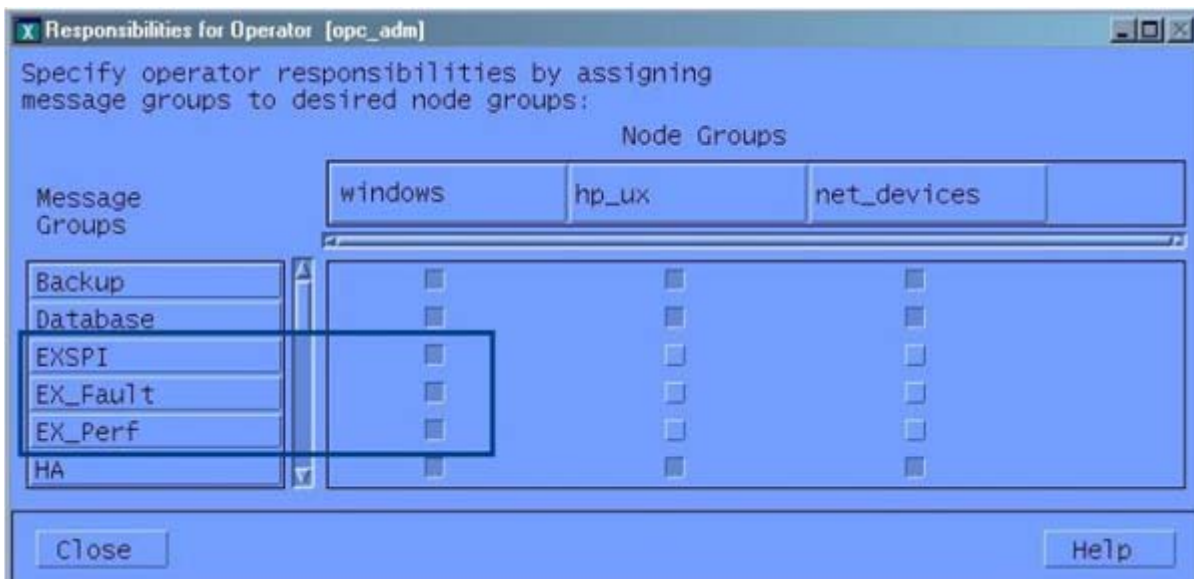 Responsibilities for Operator [opc_adm]
Specify operator responsibilities by assigning
message groups to desired node groups:
Node Groups
Message
Groups
windows hp_ux net_devices
Backup
Database
EXSPI
EX_Fault
EX_Perf
HA
Close Help